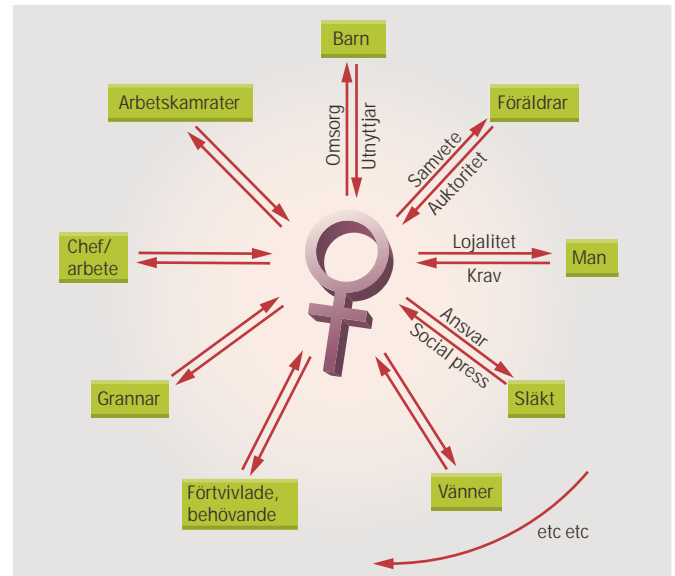 Barn
Omsorg
Utnyttjar
Föräldrar
Samvete
Auktoritet
Lojalitet
Krav
Man
Ansvar
Social press
Släkt
Vänner
etc etc
Förtvivlade,
behövande
Grannar
Chef/
arbete
Arbetskamrater